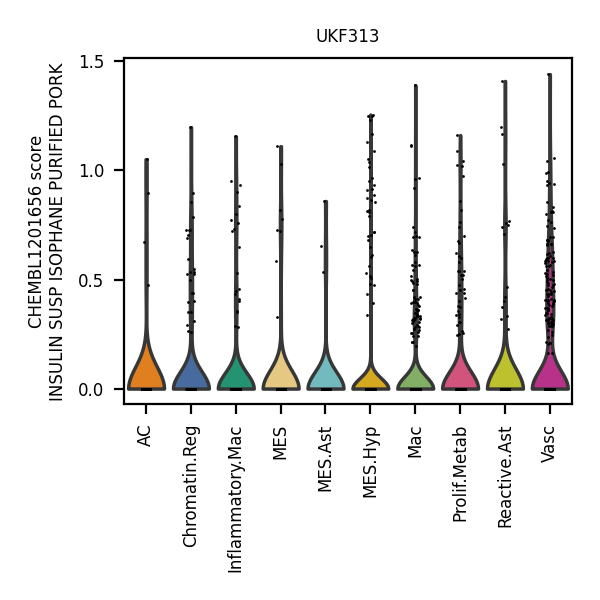 UKF313
CHEMBL1201656 score
INSULIN SUSP ISOPHANE PURIFIED PORK
1.5
1.0
0.5
0.0
AC
Chromatin.Reg
Inflammatory.Mac
MES
MES.Ast
MES.Hyp
Mac
Prolif.Metab
Reactive.Ast
Vasc